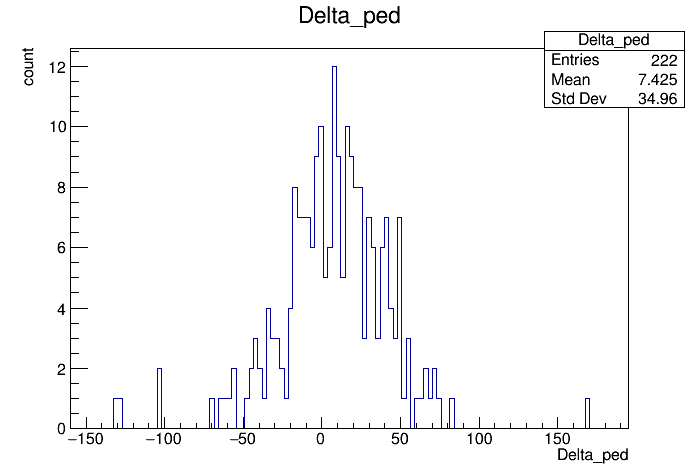 Delta_ped
Delta_ped
Entries 222
Mean 7.425
Std Dev 34.96
count
12
10
8
6
4
2
0
−150 −100 −50 0 50 100 150
Delta_ped